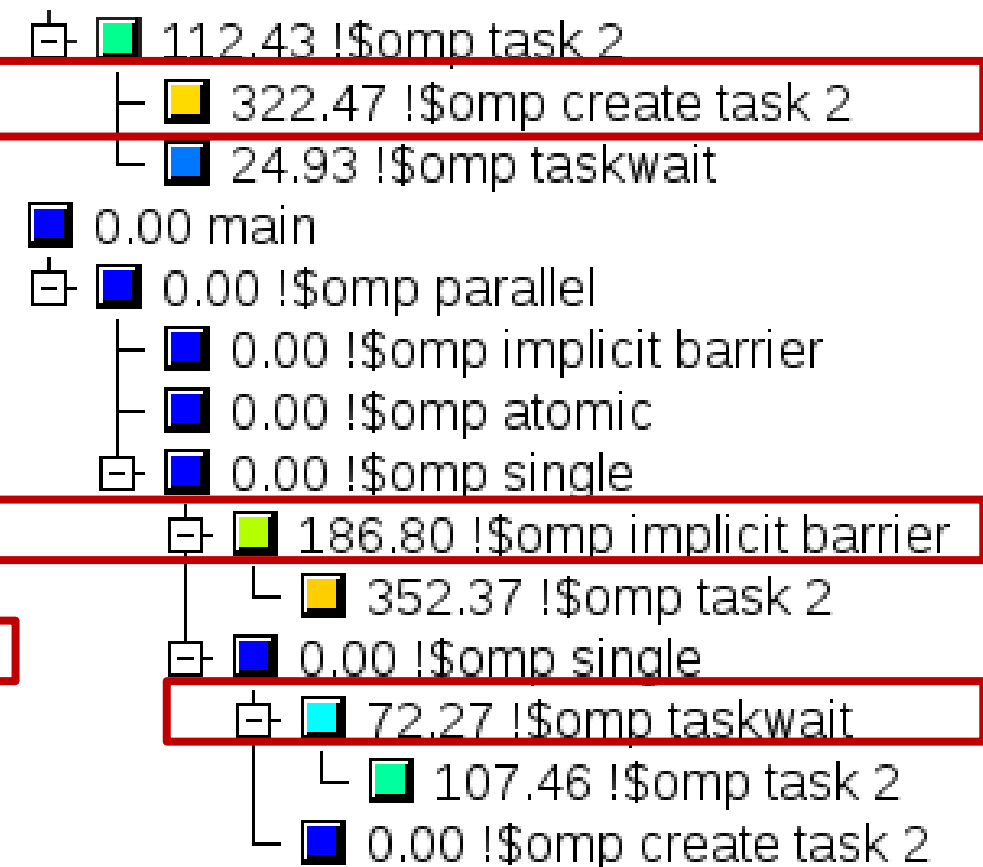 112.43 !$omp task 2
322.47 !$omp create task 2
24.93 !$omp taskwait
0.00 main
0.00 !$omp parallel
0.00 !$omp implicit barrier
0.00 !$omp atomic
0.00 !$omp single
186.80 !$omp implicit barrier
352.37 !$omp task 2
0.00 !$omp single
72.27 !$omp taskwait
107.46 !$omp task 2
0.00 !$omp create task 2